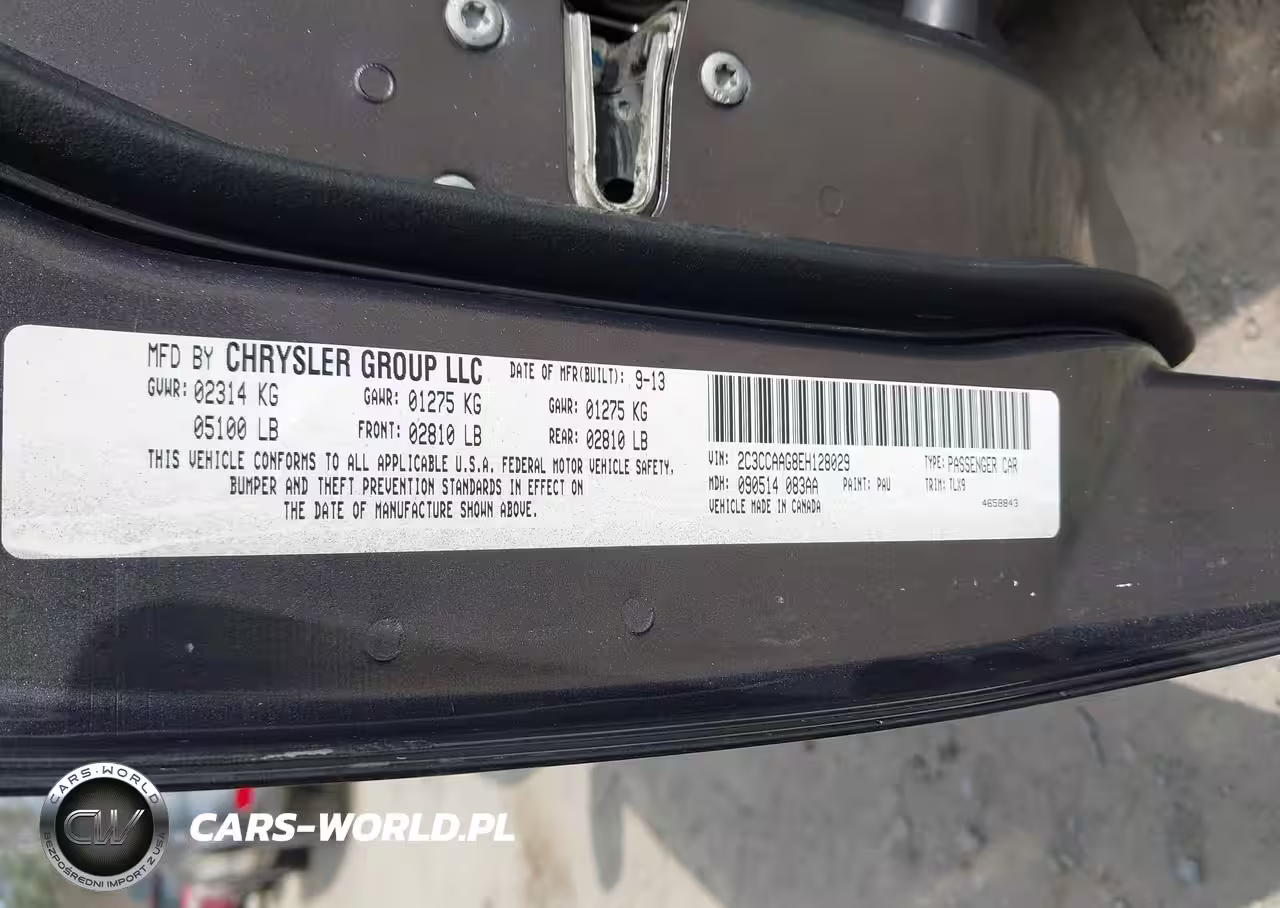 MFD BY CHRYSLER GROUP LLC DATE OF MFR(BUILT): 9-13
GVWR: 02314 KG GAWR: 01275 KG GAWR: 01275 KG
05100 LB FRONT: 02810 LB REAR: 02810 LB
THIS VEHICLE CONFORMS TO ALL APPLICABLE U.S.A. FEDERAL MOTOR VEHICLE SAFETY,
BUMPER AND THEFT PREVENTION STANDARDS IN EFFECT ON
THE DATE OF MANUFACTURE SHOWN ABOVE.
VIN: 2C3CCAAG8EH128029 TYPE: PASSENGER CAR
MDH: 090514 083AA PAINT: PAU TRIM: TLX9
VEHICLE MADE IN CANADA 4658843
CARS-WORLD
CW
BEZPOŚREDNI IMPORT Z USA
CARS-WORLD.PL